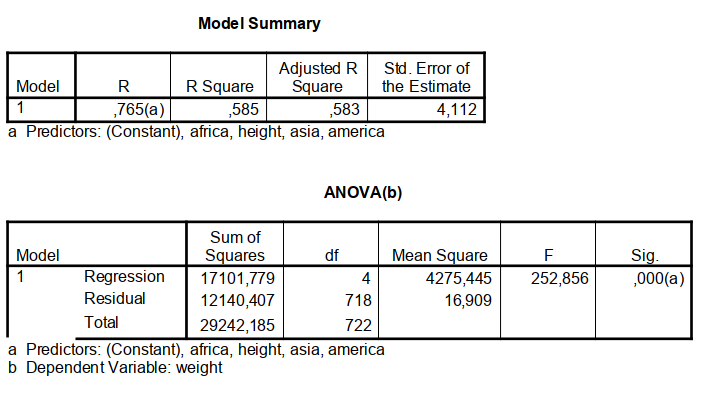 Model Summary
Model R R Square Adjusted R Square Std. Error of the Estimate
1 ,765(a) ,585 ,583 4,112
a Predictors: (Constant), africa, height, asia, america
ANOVA(b)
Model Sum of Squares df Mean Square F Sig.
1 Regression 17101,779 4 4275,445 252,856 ,000(a)
Residual 12140,407 718 16,909
Total 29242,185 722
a Predictors: (Constant), africa, height, asia, america
b Dependent Variable: weight